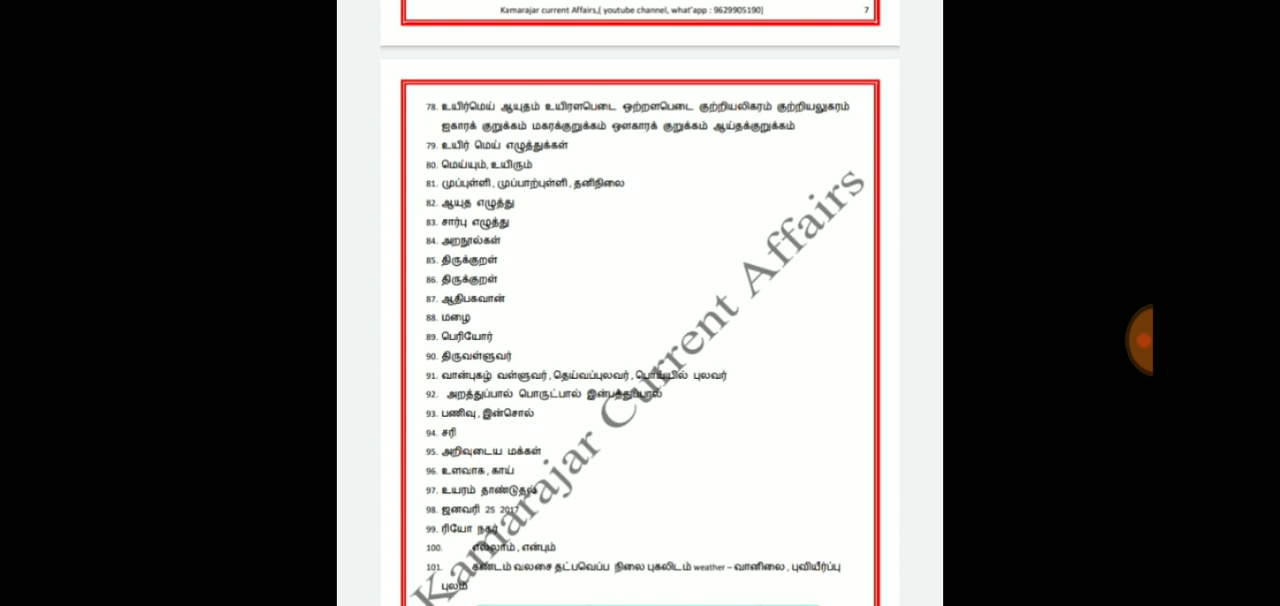 Kamarajar current Affairs,( youtube channel, what'app : 9629905190] 7
78. உயிர்மெய் ஆயுதம் உயிரளபெடை ஒற்றளபெடை குற்றியலிகரம் குற்றியலுகரம்
ஐகாரக் குறுக்கம் மகரக்குறுக்கம் ஔகாரக் குறுக்கம் ஆய்தக்குறுக்கம்
79. உயிர் மெய் எழுத்துக்கள்
80. மெய்யும், உயிரும்
81. முப்புள்ளி, முப்பாற்புள்ளி, தனிநிலை
82. ஆயுத எழுத்து
83. சார்பு எழுத்து
84. அறநூல்கள்
85. திருக்குறள்
86. திருக்குறள்
87. ஆதிபகவான்
88. மழை
89. பெரியோர்
90. திருவள்ளுவர்
91. வான்புகழ் வள்ளுவர், தெய்வப்புலவர், பொய்யில் புலவர்
92. அறத்துப்பால் பொருட்பால் இன்பத்துப்பால்
93. பணிவு, இன்சொல்
94. சரி
95. அறிவுடைய மக்கள்
96. உளவாக, காய்
97. உயரம் தாண்டுதல்
98. ஜனவரி 25 2017
99. ரியோ நகர்
100. எல்லாம், என்பும்
101. கண்டம் வலசை தட்பவெப்ப நிலை புகலிடம் weather – வானிலை, புவியீர்ப்பு
புலம்
Kamarajar Current Affairs